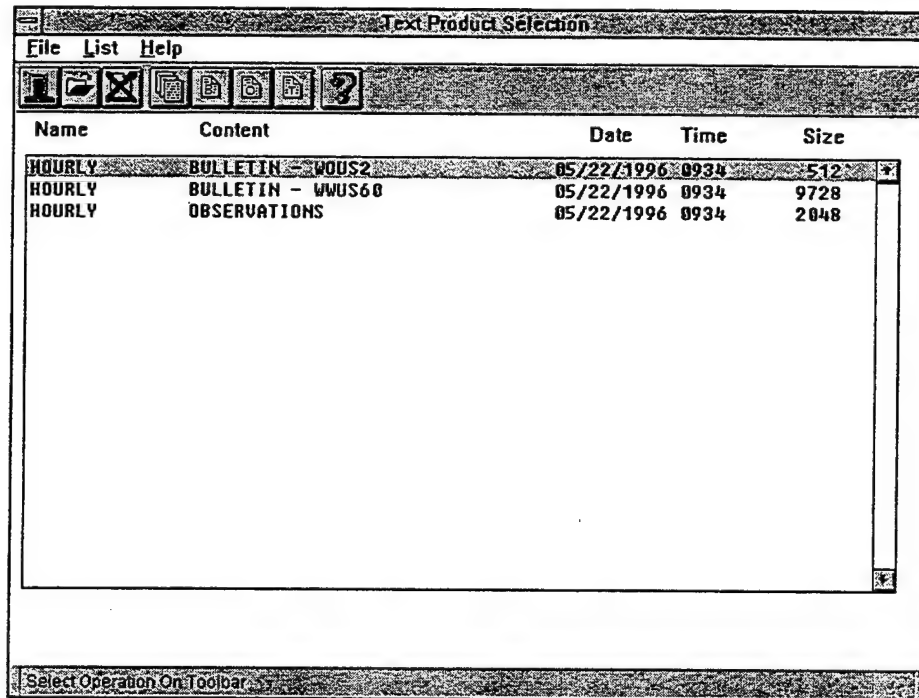 Text Product Selection
File List Help
Name Content Date Time Size
HOURLY BULLETIN - WOUS2 05/22/1996 0934 512
HOURLY BULLETIN - WWUS60 05/22/1996 0934 9728
HOURLY OBSERVATIONS 05/22/1996 0934 2048
Select Operation On Toolbar